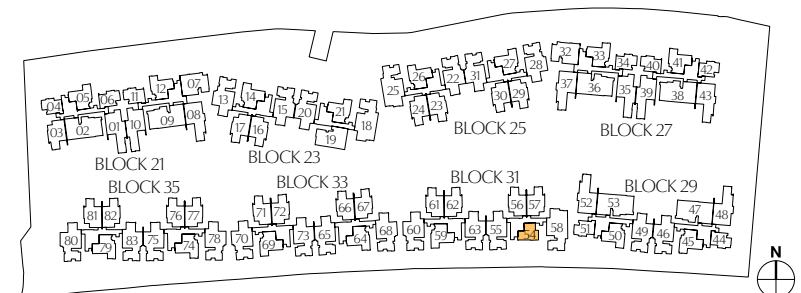 32 33 34 40 41 42
26 22 31 27 28
25 24 23 30 29
37 36 35 39 38 43
04 05 06 11 12 07
13 14 15 20 21 18
03 02 01 10 09 08
17 16 19
BLOCK 25 BLOCK 27
BLOCK 21 BLOCK 23
BLOCK 35 BLOCK 33 BLOCK 31 BLOCK 29
81 82 76 77 71 72 66 67 61 62 56 57 52 53 47 48
80 79 83 75 74 78 70 69 73 65 64 68 60 59 63 55 54 58 51 50 49 46 45 44
N